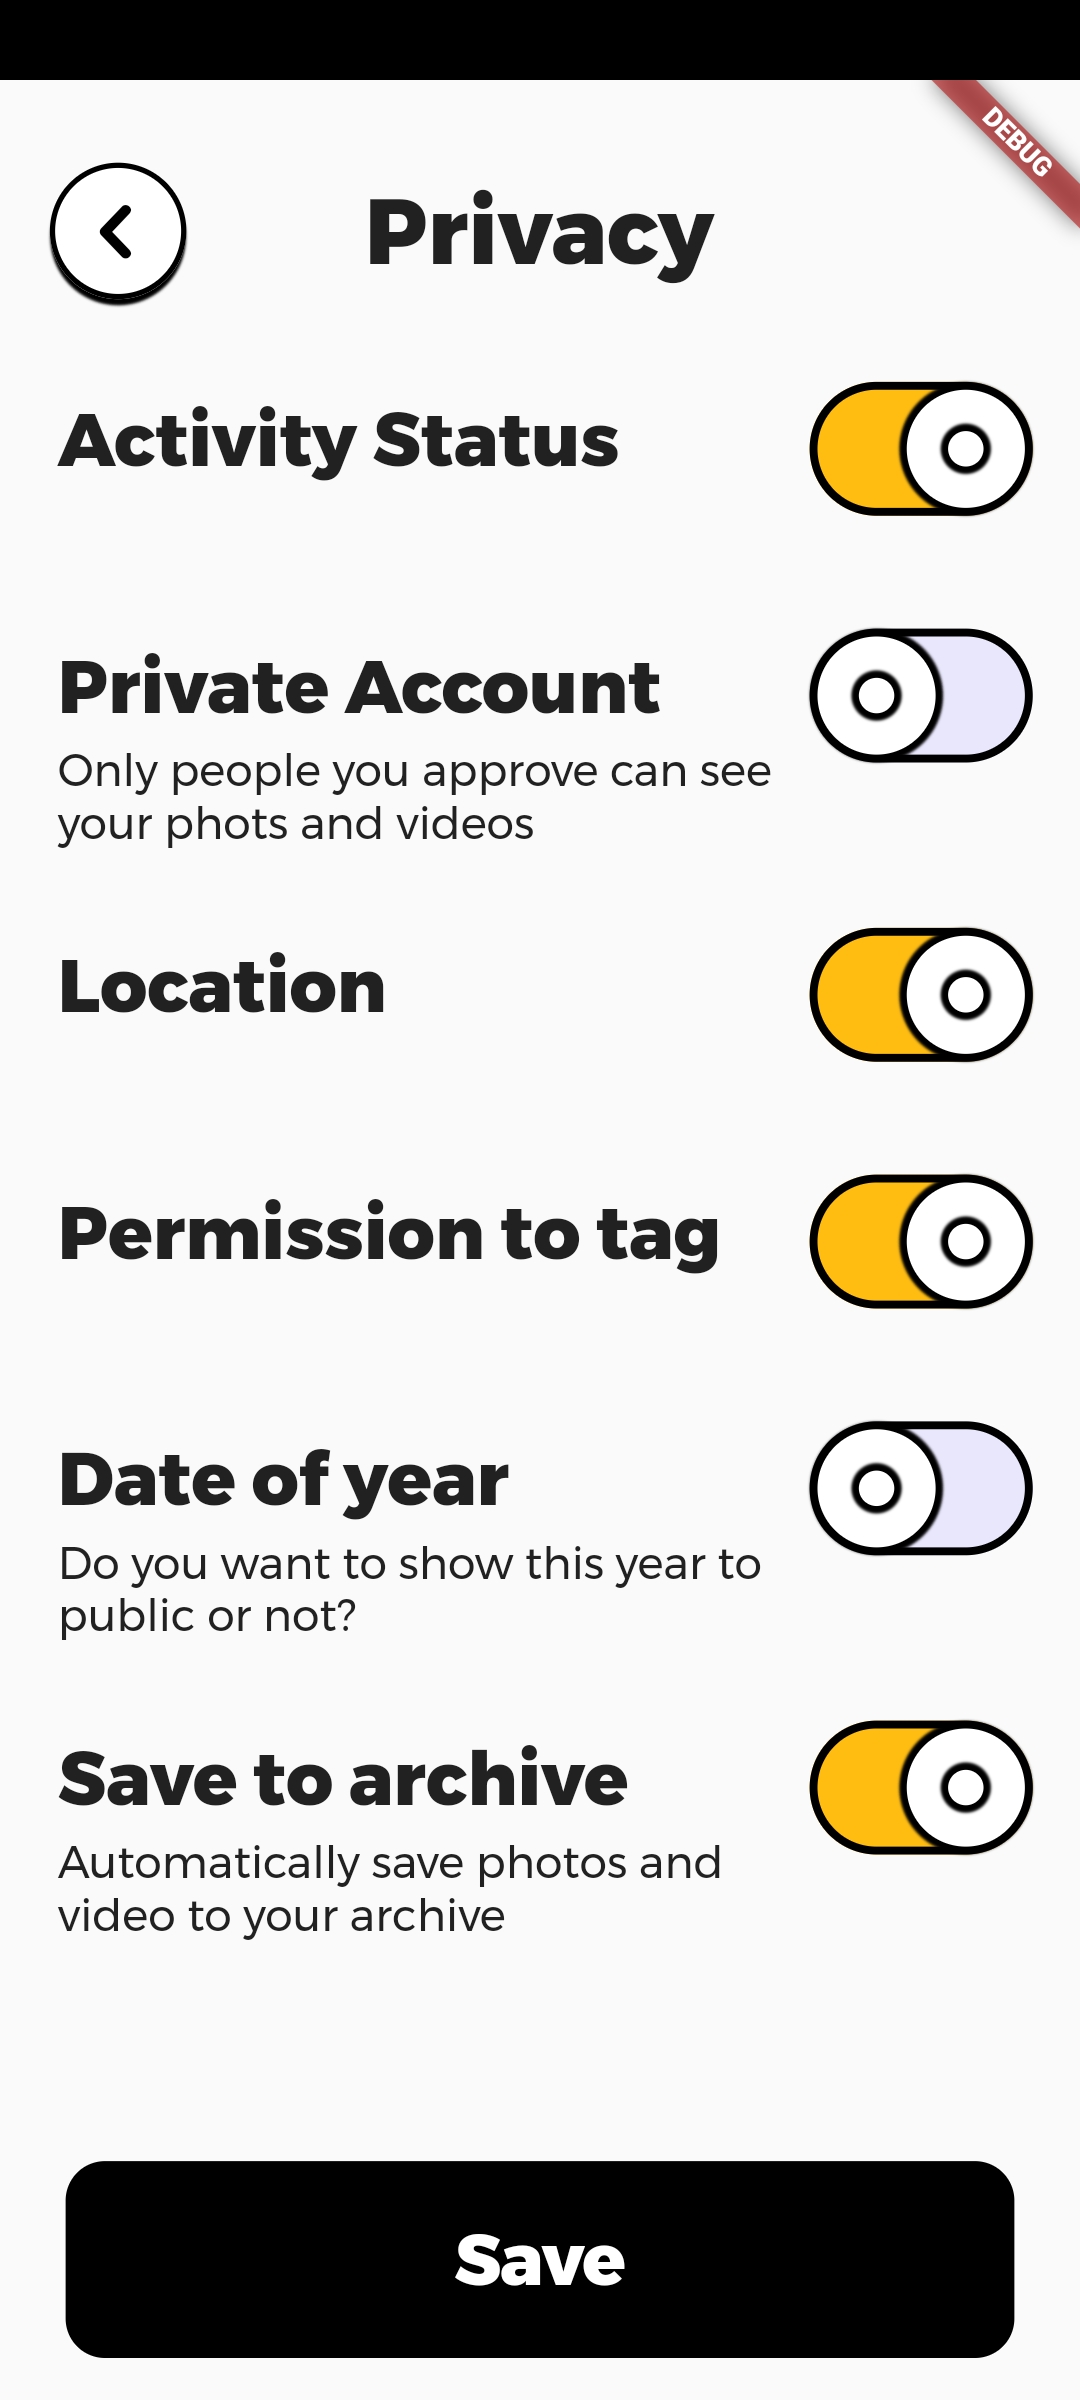 DEBUG
Privacy
Activity Status
Private Account
Only people you approve can see
your phots and videos
Location
Permission to tag
Date of year
Do you want to show this year to
public or not?
Save to archive
Automatically save photos and
video to your archive
Save